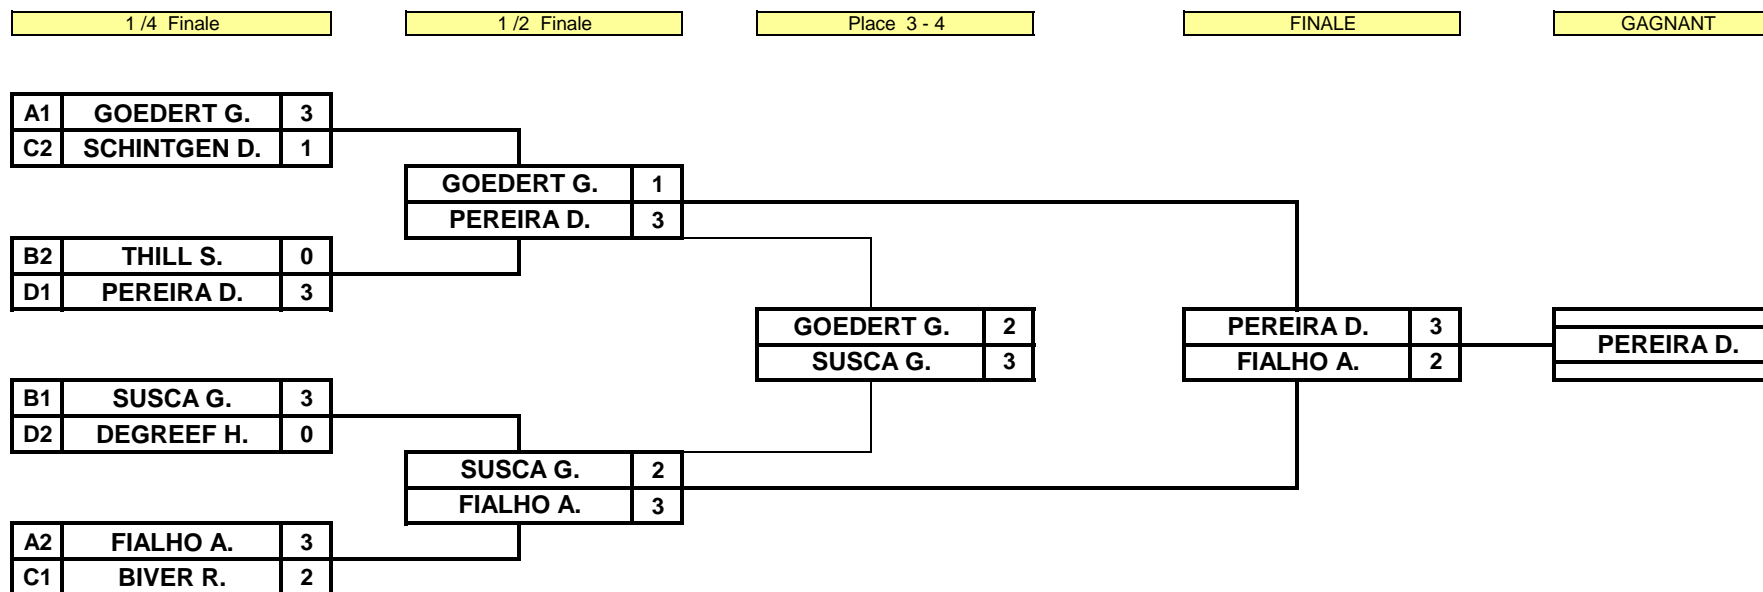 1 /4 Finale
1 /2 Finale
Place 3 - 4
FINALE
GAGNANT
A1 GOEDERT G. 3
C2 SCHINTGEN D. 1
GOEDERT G. 1
PEREIRA D. 3
B2 THILL S. 0
D1 PEREIRA D. 3
GOEDERT G. 2
SUSCA G. 3
PEREIRA D. 3
FIALHO A. 2
PEREIRA D.
B1 SUSCA G. 3
D2 DEGREEF H. 0
SUSCA G. 2
FIALHO A. 3
A2 FIALHO A. 3
C1 BIVER R. 2